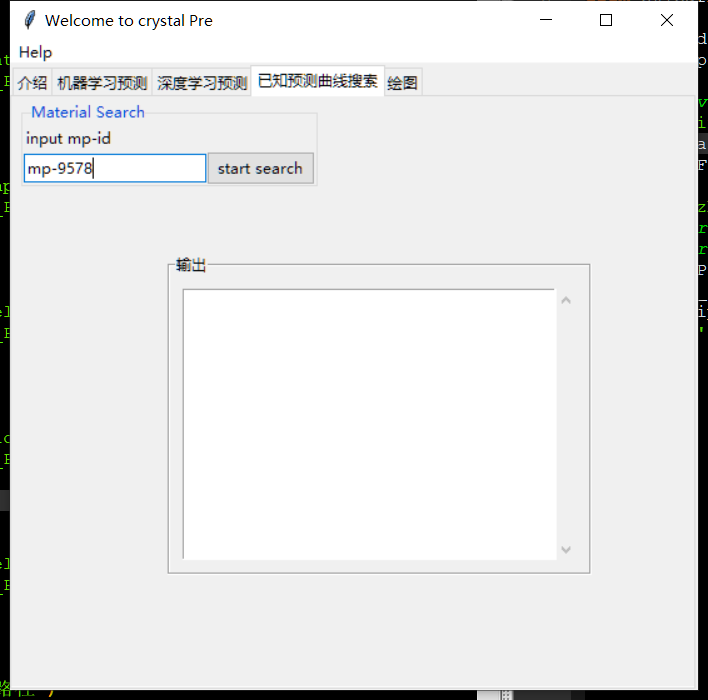 Welcome to crystal Pre
Help
介绍 机器学习预测 深度学习预测 已知预测曲线搜索 绘图
Material Search
input mp-id
mp-9578 start search
输出